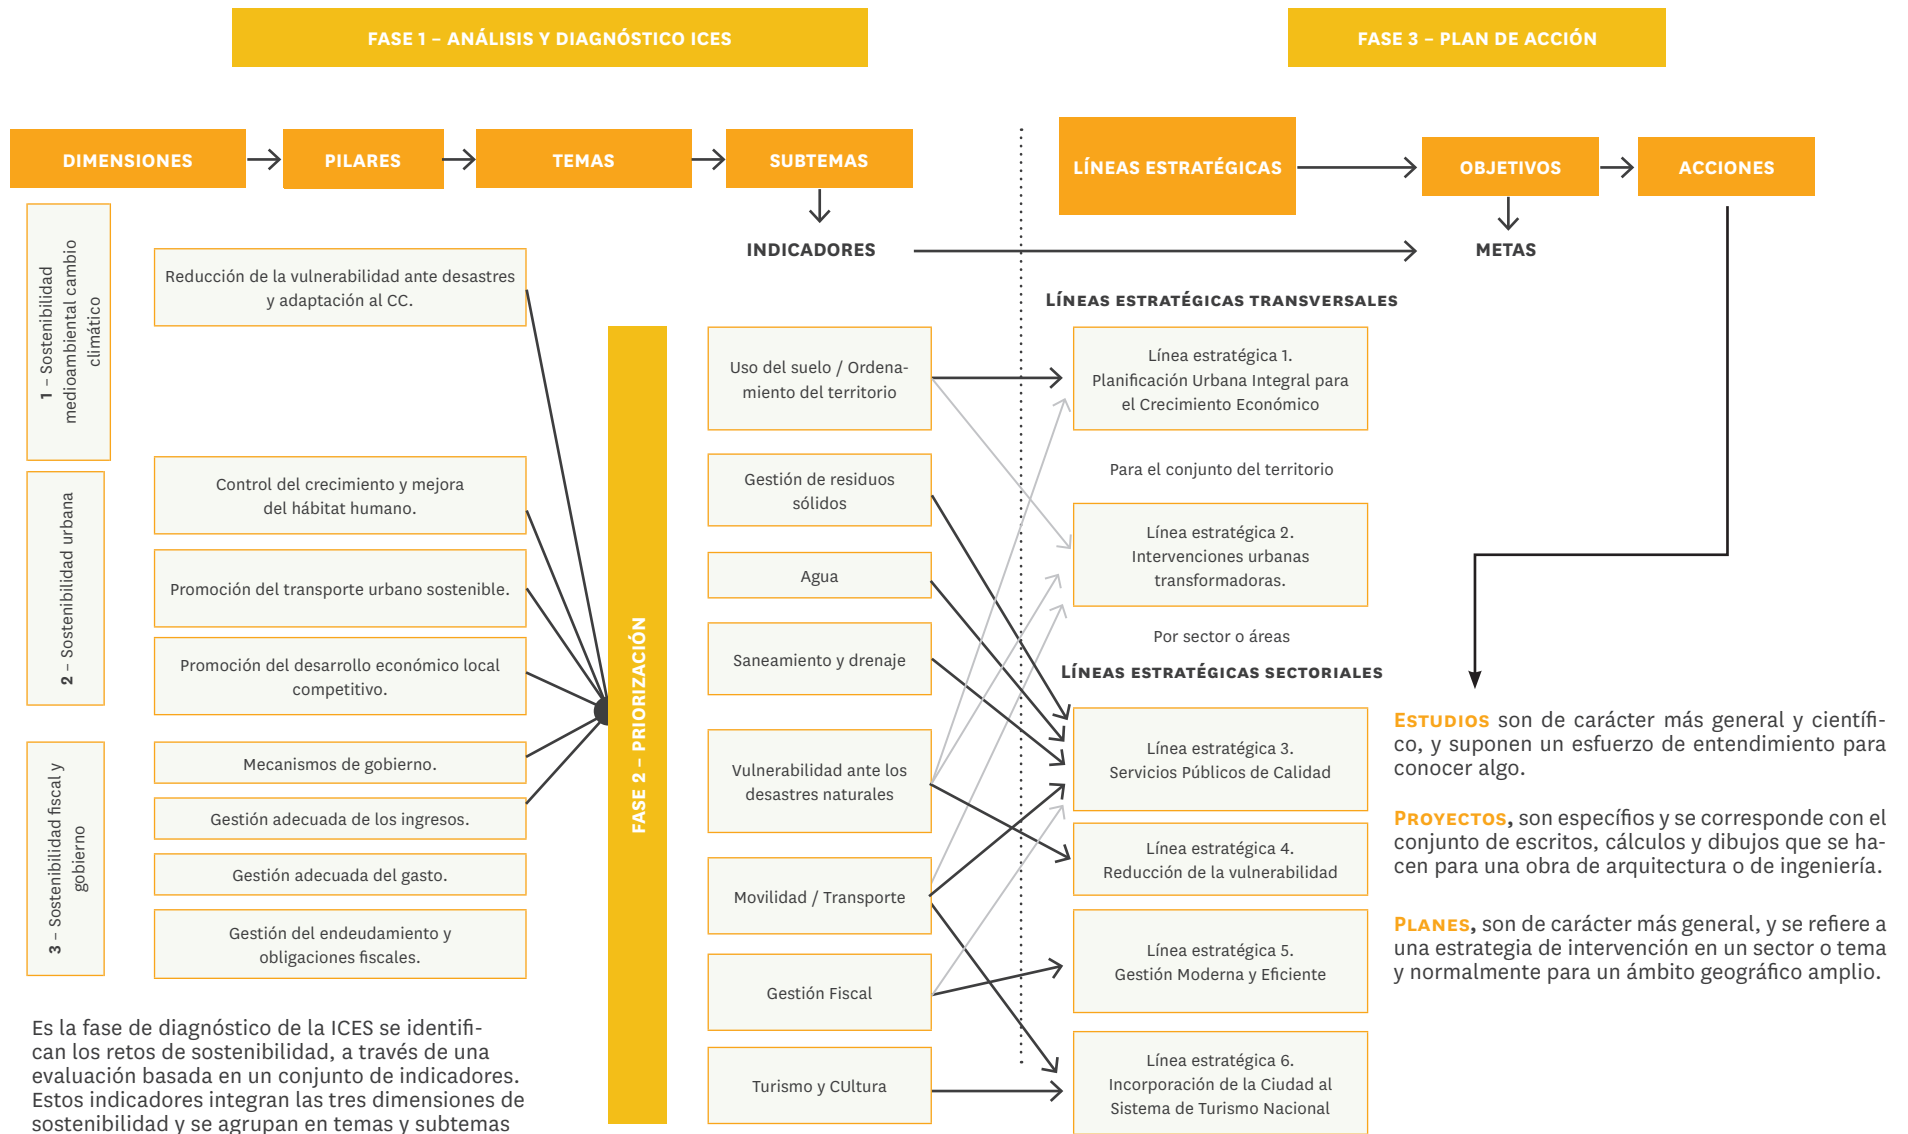 FASE 1 – ANÁLISIS Y DIAGNÓSTICO ICES
FASE 3 – PLAN DE ACCIÓN
DIMENSIONES
PILARES
TEMAS
SUBTEMAS
LÍNEAS ESTRATÉGICAS
OBJETIVOS
ACCIONES
INDICADORES
METAS
1 – Sostenibilidad
medioambiental cambio
climático
2 – Sostenibilidad urbana
3 – Sostenibilidad fiscal y
gobierno
Reducción de la vulnerabilidad ante desastres
y adaptación al CC.
Control del crecimiento y mejora
del hábitat humano.
Promoción del transporte urbano sostenible.
Promoción del desarrollo económico local
competitivo.
Mecanismos de gobierno.
Gestión adecuada de los ingresos.
Gestión adecuada del gasto.
Gestión del endeudamiento y
obligaciones fiscales.
Es la fase de diagnóstico de la ICES se identifi-
can los retos de sostenibilidad, a través de una
evaluación basada en un conjunto de indicadores.
Estos indicadores integran las tres dimensiones de
sostenibilidad y se agrupan en temas y subtemas
FASE 2 – PRIORIZACIÓN
Uso del suelo / Ordena-
miento del territorio
Gestión de residuos
sólidos
Agua
Saneamiento y drenaje
Vulnerabilidad ante los
desastres naturales
Movilidad / Transporte
Gestión Fiscal
Turismo y CUltura
LÍNEAS ESTRATÉGICAS TRANSVERSALES
Línea estratégica 1.
Planificación Urbana Integral para
el Crecimiento Económico
Para el conjunto del territorio
Línea estratégica 2.
Intervenciones urbanas
transformadoras.
Por sector o áreas
LÍNEAS ESTRATÉGICAS SECTORIALES
Línea estratégica 3.
Servicios Públicos de Calidad
Línea estratégica 4.
Reducción de la vulnerabilidad
Línea estratégica 5.
Gestión Moderna y Eficiente
Línea estratégica 6.
Incorporación de la Ciudad al
Sistema de Turismo Nacional
ESTUDIOS son de carácter más general y científi-
co, y suponen un esfuerzo de entendimiento para
conocer algo.
PROYECTOS, son específios y se corresponde con el
conjunto de escritos, cálculos y dibujos que se ha-
cen para una obra de arquitectura o de ingeniería.
PLANES, son de carácter más general, y se refiere a
una estrategia de intervención en un sector o tema
y normalmente para un ámbito geográfico amplio.